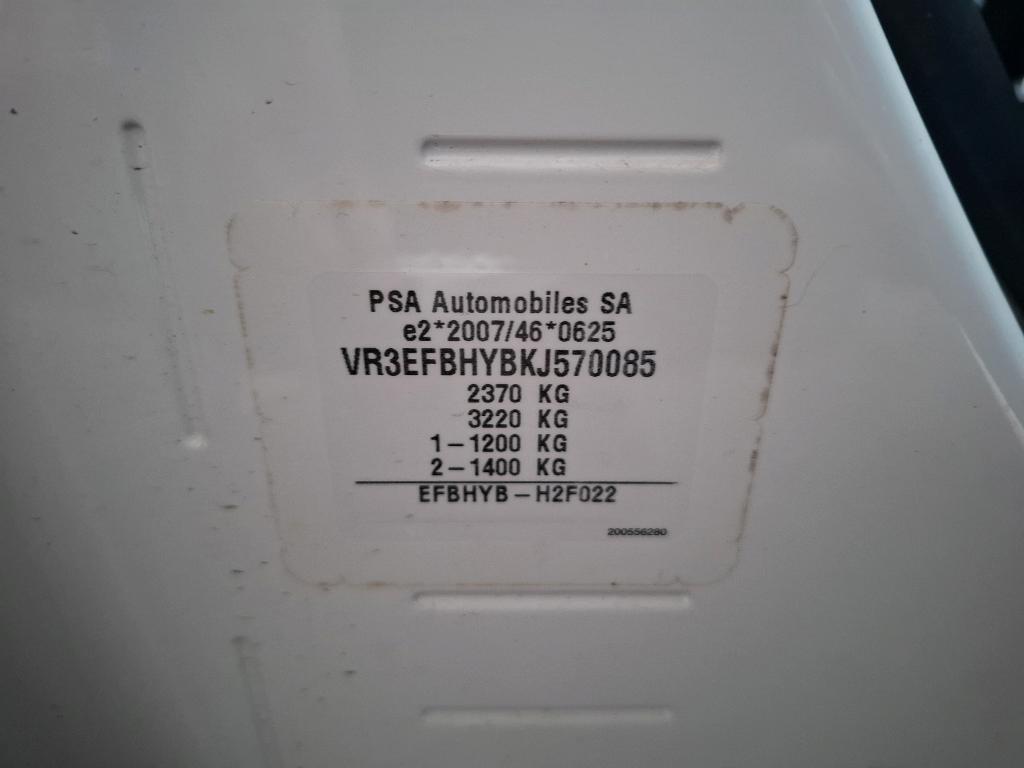 PSA Automobiles SA
e2*2007/46*0625
VR3EFBHYBKJ570085
2370 KG
3220 KG
1-1200 KG
2-1400 KG
EFBHYB-H2F022
200556280